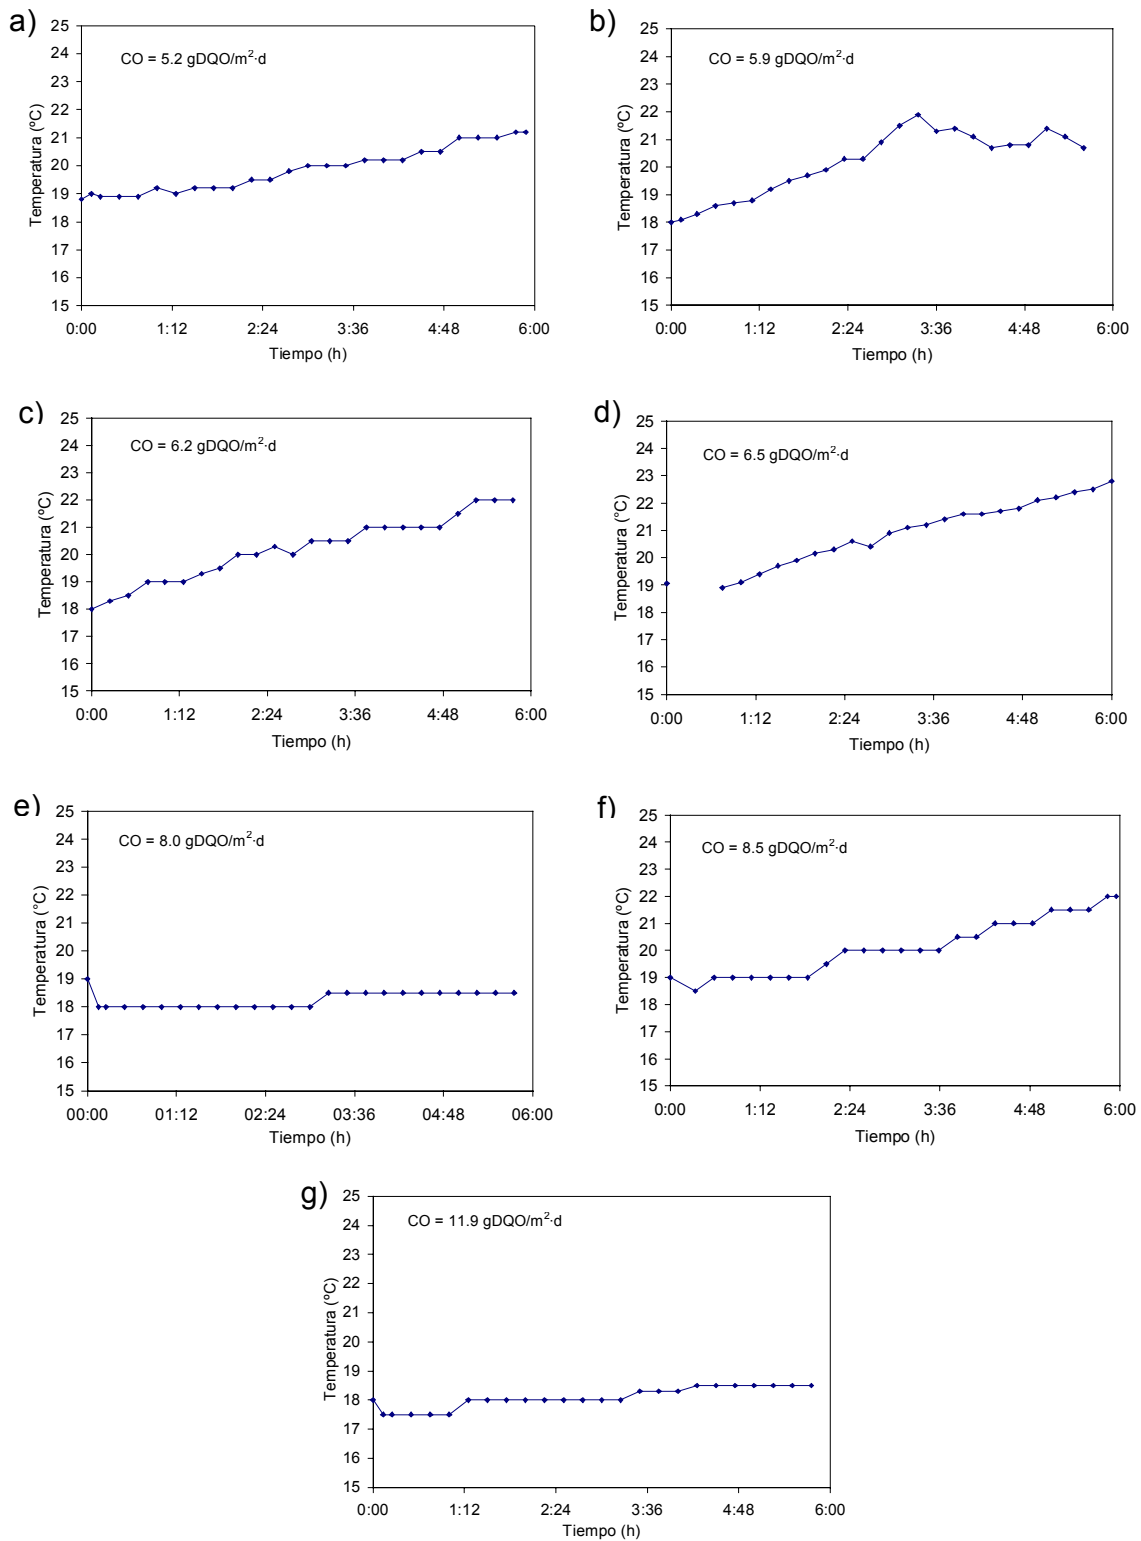 a)
CO = 5.2 gDQO/m²·d
Temperatura (ºC)
25
24
23
22
21
20
19
18
17
16
15
0:00 1:12 2:24 3:36 4:48 6:00
Tiempo (h)
b)
CO = 5.9 gDQO/m²·d
Temperatura (ºC)
25
24
23
22
21
20
19
18
17
16
15
0:00 1:12 2:24 3:36 4:48 6:00
Tiempo (h)
c)
CO = 6.2 gDQO/m²·d
Temperatura (ºC)
25
24
23
22
21
20
19
18
17
16
15
0:00 1:12 2:24 3:36 4:48 6:00
Tiempo (h)
d)
CO = 6.5 gDQO/m²·d
Temperatura (ºC)
25
24
23
22
21
20
19
18
17
16
15
0:00 1:12 2:24 3:36 4:48 6:00
Tiempo (h)
e)
CO = 8.0 gDQO/m²·d
Temperatura (°C)
25
24
23
22
21
20
19
18
17
16
15
00:00 01:12 02:24 03:36 04:48 06:00
Tiempo (h)
f)
CO = 8.5 gDQO/m²·d
Temperatura (ºC)
25
24
23
22
21
20
19
18
17
16
15
0:00 1:12 2:24 3:36 4:48 6:00
Tiempo (h)
g)
CO = 11.9 gDQO/m²·d
Temperatura (ºC)
25
24
23
22
21
20
19
18
17
16
15
0:00 1:12 2:24 3:36 4:48 6:00
Tiempo (h)